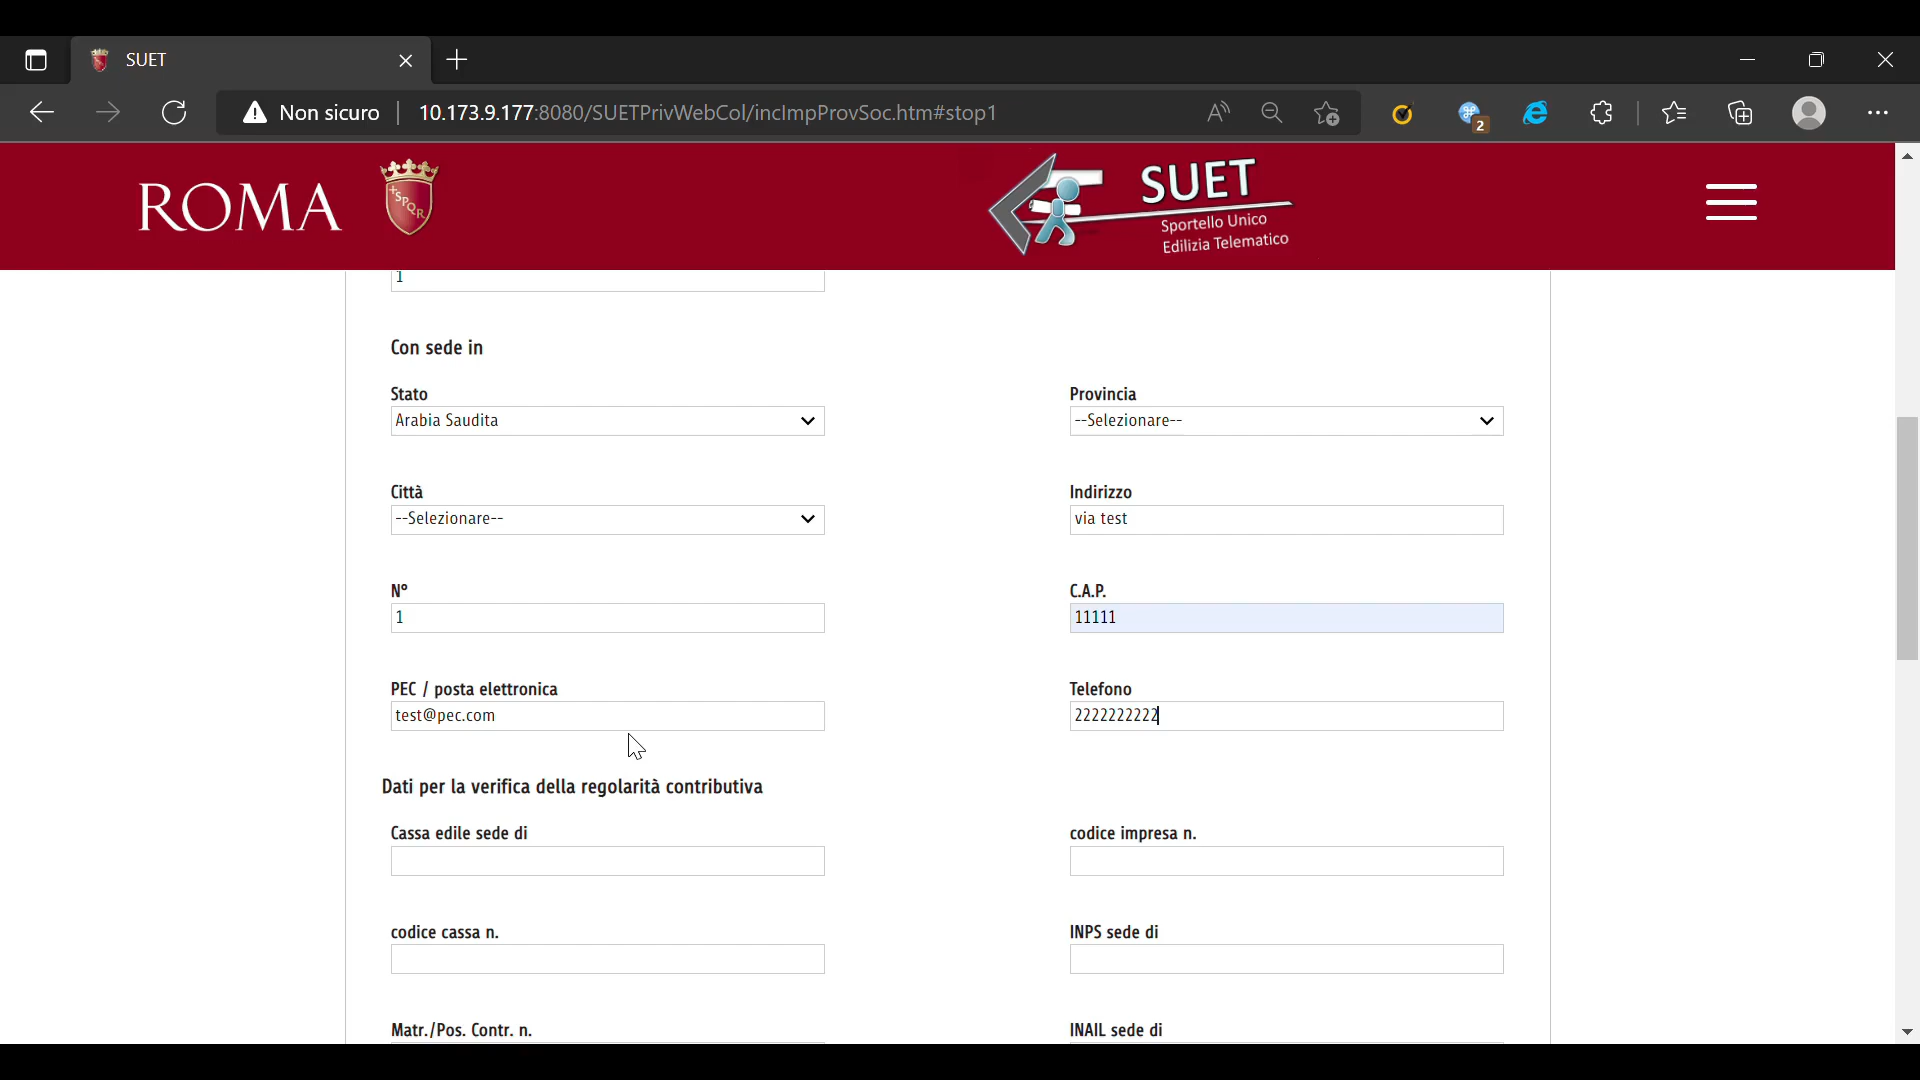 SUET
Non sicuro
10.173.9.177:8080/SUETPrivWebCol/incImpProvSoc.htm#stop1
2
ROMA
SPQR
SUET
Sportello Unico
Edilizia Telematico
1
Con sede in
Stato
Provincia
Arabia Saudita
--Selezionare--
Città
Indirizzo
--Selezionare--
via test
N°
C.A.P.
1
11111
PEC / posta elettronica
Telefono
test@pec.com
2222222222
Dati per la verifica della regolarità contributiva
Cassa edile sede di
codice impresa n.
codice cassa n.
INPS sede di
Matr./Pos. Contr. n.
INAIL sede di